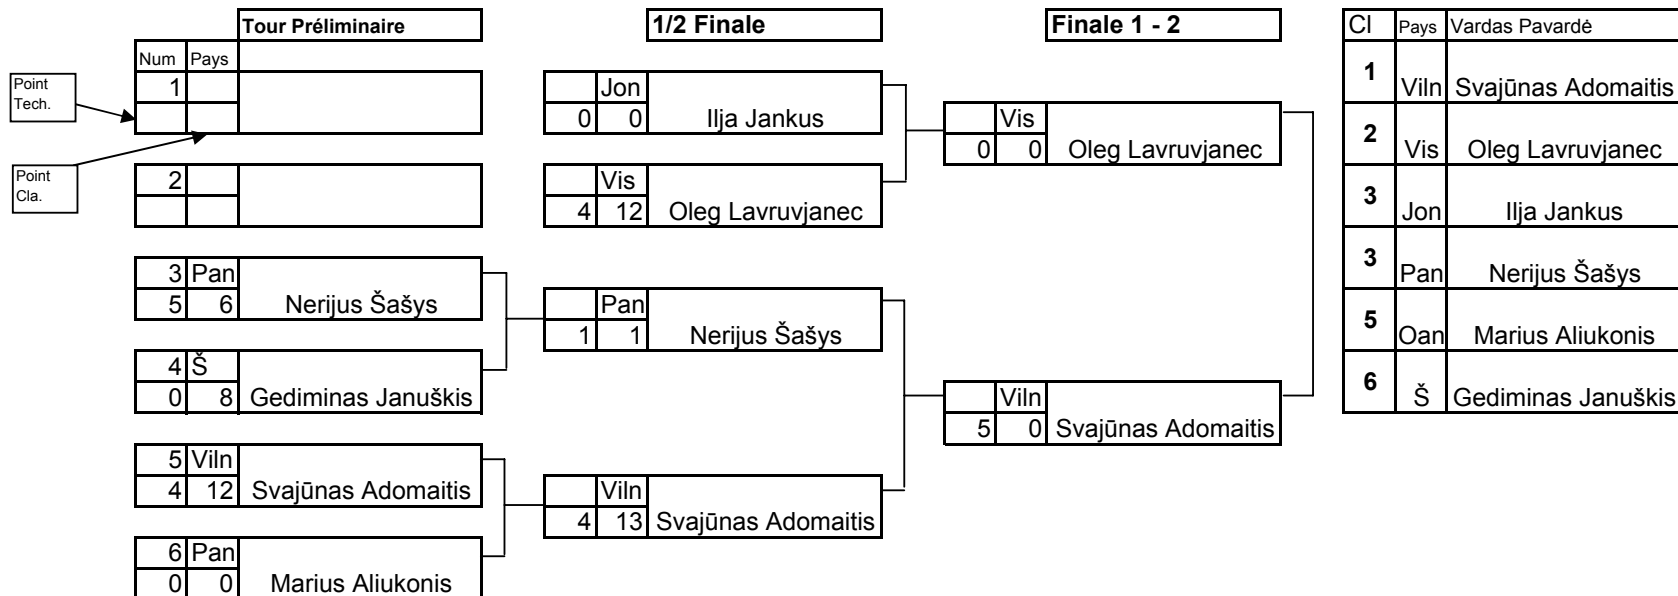 Tour Préliminaire
1/2 Finale
Finale 1 - 2
Cl Pays Vardas Pavardė
Num Pays
Point
Tech.
Point
Cla.
1
2
3 Pan
5 6 Nerijus Šašys
4 Š
0 8 Gediminas Januškis
5 Viln
4 12 Svajūnas Adomaitis
6 Pan
0 0 Marius Aliukonis
Jon
0 0 Ilja Jankus
Vis
4 12 Oleg Lavruvjanec
Pan
1 1 Nerijus Šašys
Viln
4 13 Svajūnas Adomaitis
Vis
0 0 Oleg Lavruvjanec
Viln
5 0 Svajūnas Adomaitis
1 Viln Svajūnas Adomaitis
2 Vis Oleg Lavruvjanec
3 Jon Ilja Jankus
3 Pan Nerijus Šašys
5 Oan Marius Aliukonis
6 Š Gediminas Januškis